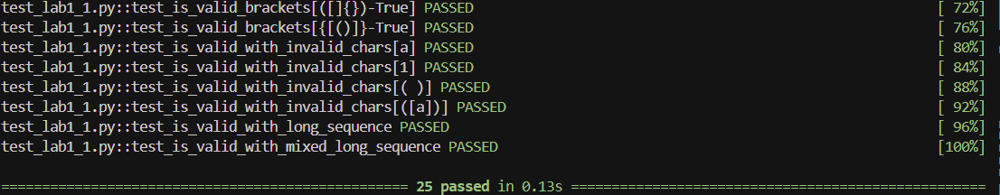 test_lab1_1.py::test_is_valid_brackets[([]{})-True] PASSED [ 72%]
test_lab1_1.py::test_is_valid_brackets[{[()]}-True] PASSED [ 76%]
test_lab1_1.py::test_is_valid_with_invalid_chars[a] PASSED [ 80%]
test_lab1_1.py::test_is_valid_with_invalid_chars[1] PASSED [ 84%]
test_lab1_1.py::test_is_valid_with_invalid_chars[( )] PASSED [ 88%]
test_lab1_1.py::test_is_valid_with_invalid_chars[([a])] PASSED [ 92%]
test_lab1_1.py::test_is_valid_with_long_sequence PASSED [ 96%]
test_lab1_1.py::test_is_valid_with_mixed_long_sequence PASSED [100%]
================================================== 25 passed in 0.13s ===================================================